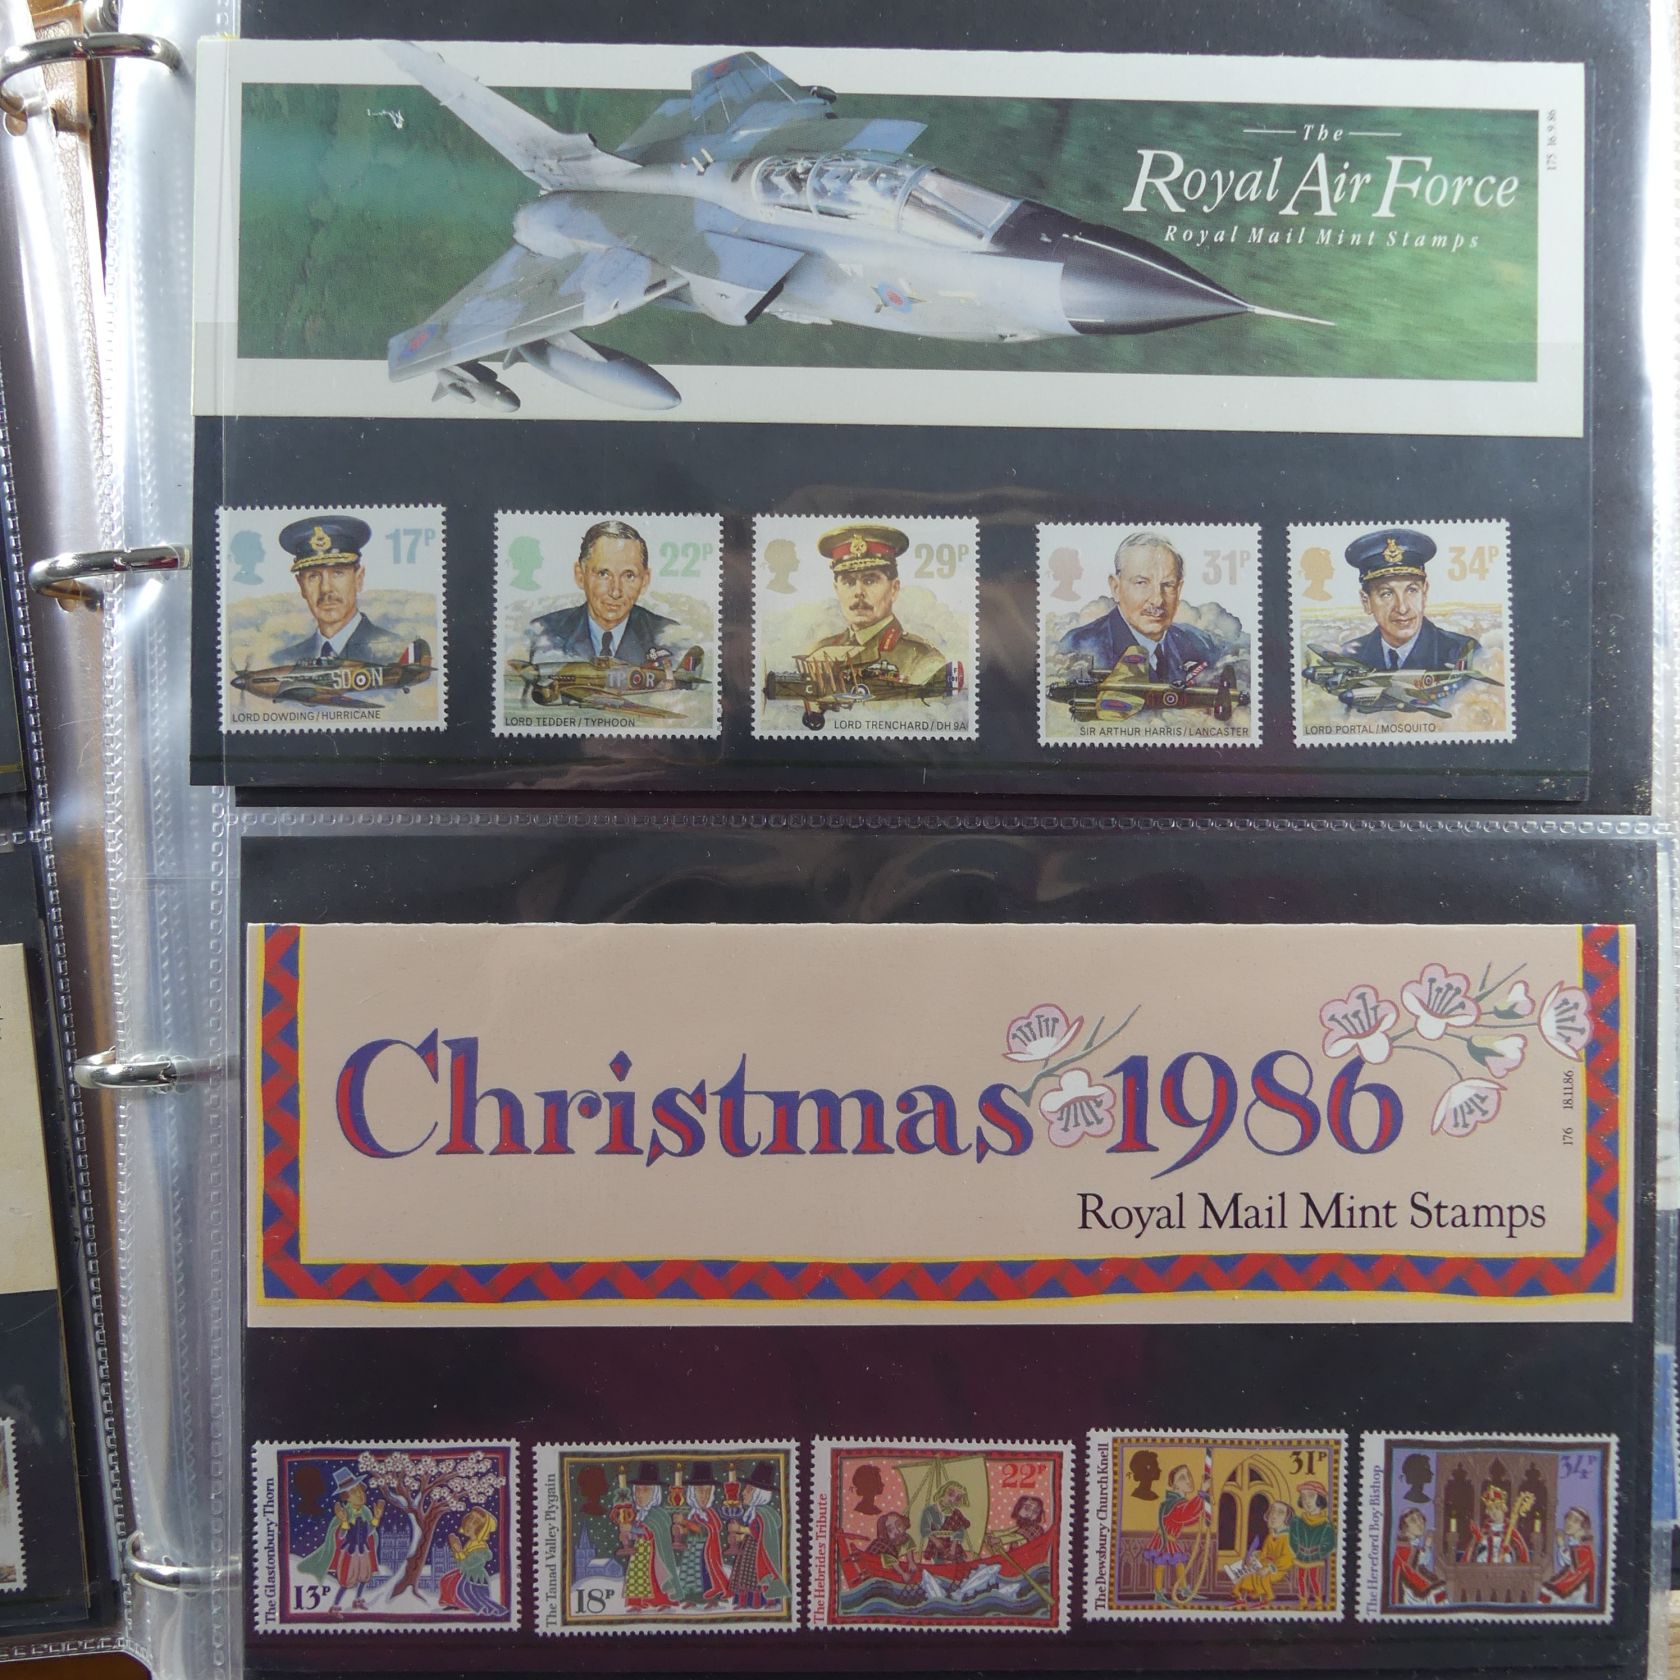 The
Royal Air Force
Royal Mail Mint Stamps
175 16.9.86
17P
LORD DOWDING/HURRICANE
SD N
22P
LORD TEDDER/TYPHOON
TP R
29P
LORD TRENCHARD/DH 9A
31P
SIR ARTHUR HARRIS/LANCASTER
34P
LORD PORTAL/MOSQUITO
Christmas 1986
Royal Mail Mint Stamps
176 18.11.86
The Glastonbury Thorn
13P
The Tanad Valley Plygain
18P
The Hebrides Tribute
22P
The Dewsbury Church Knell
31P
The Hereford Boy Bishop
34P